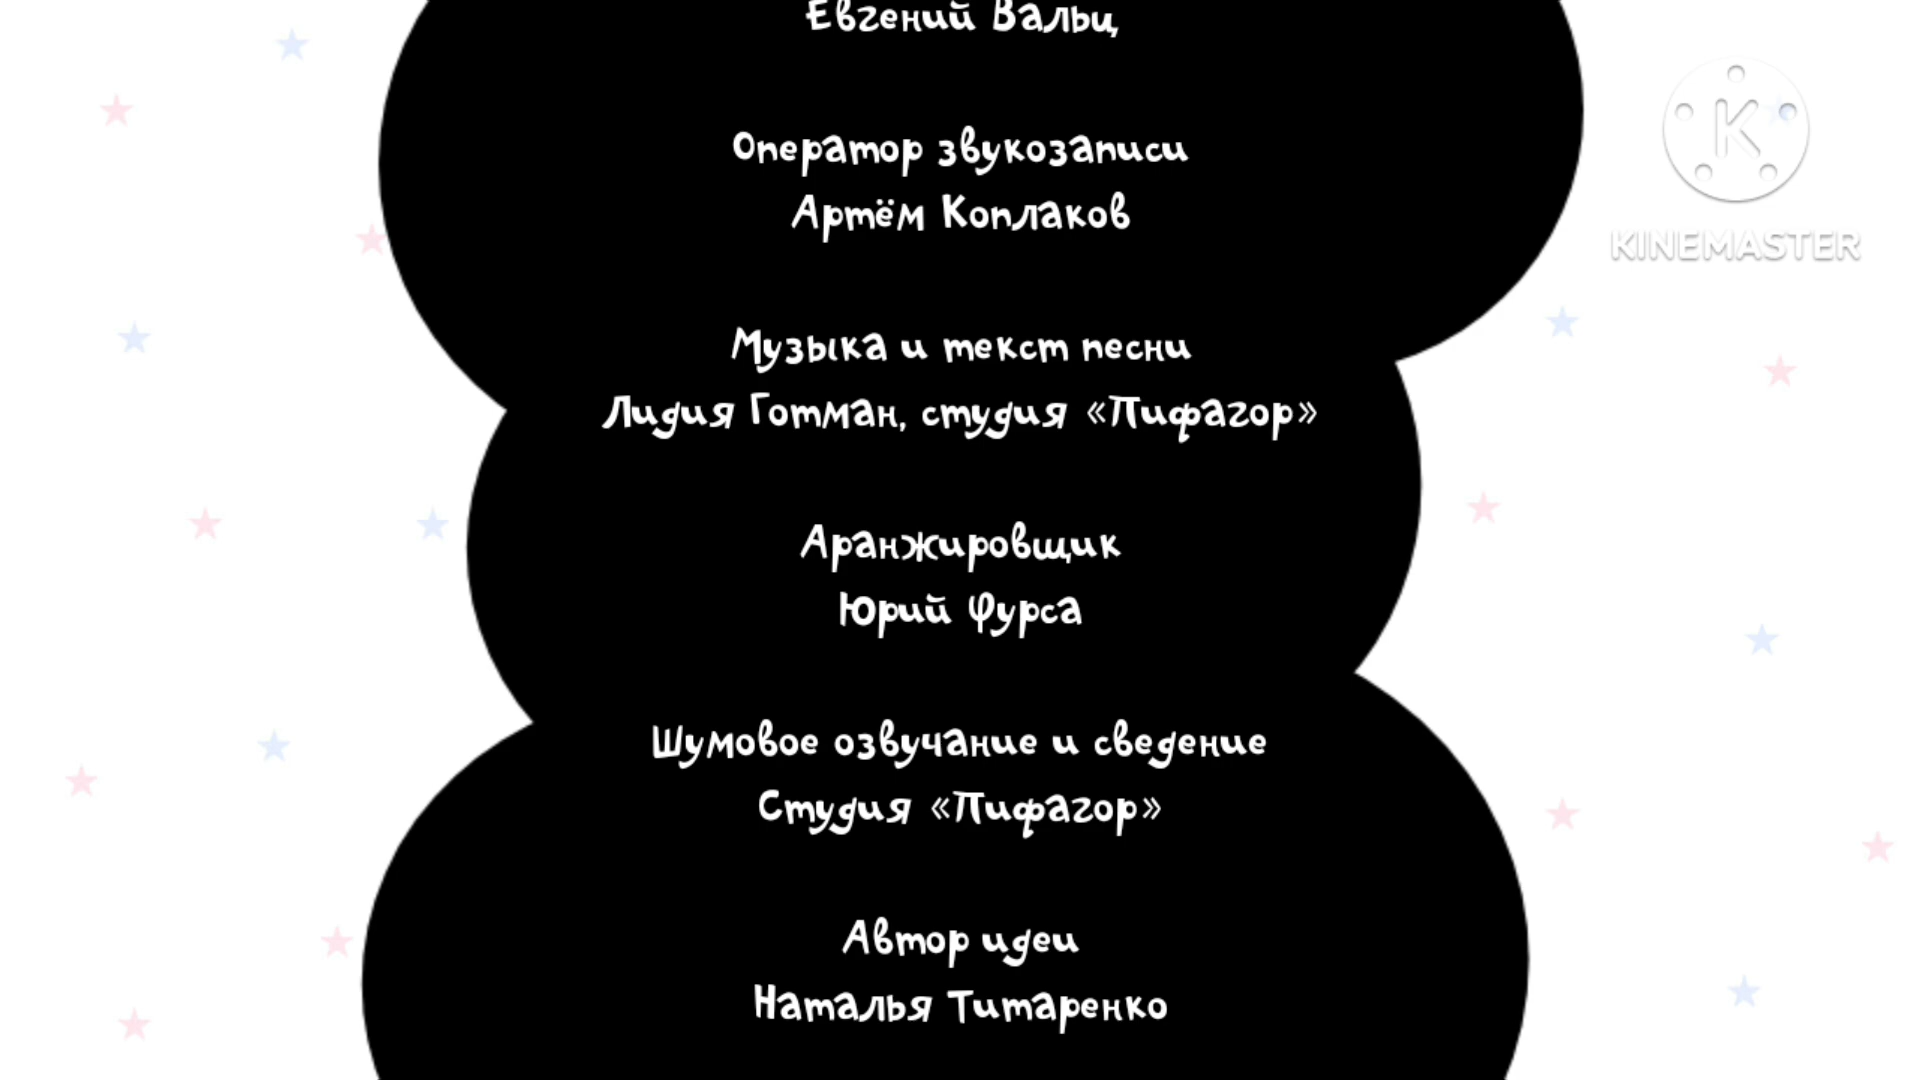 Евгений Вальц
Оператор звукозаписи
Артём Коплаков
KINEMASTER
Музыка и текст песни
Лидия Готман, студия «Пифагор»
Аранжировщик
Юрий Фурса
Шумовое озвучание и сведение
Студия «Пифагор»
Автор идеи
Наталья Титаренко